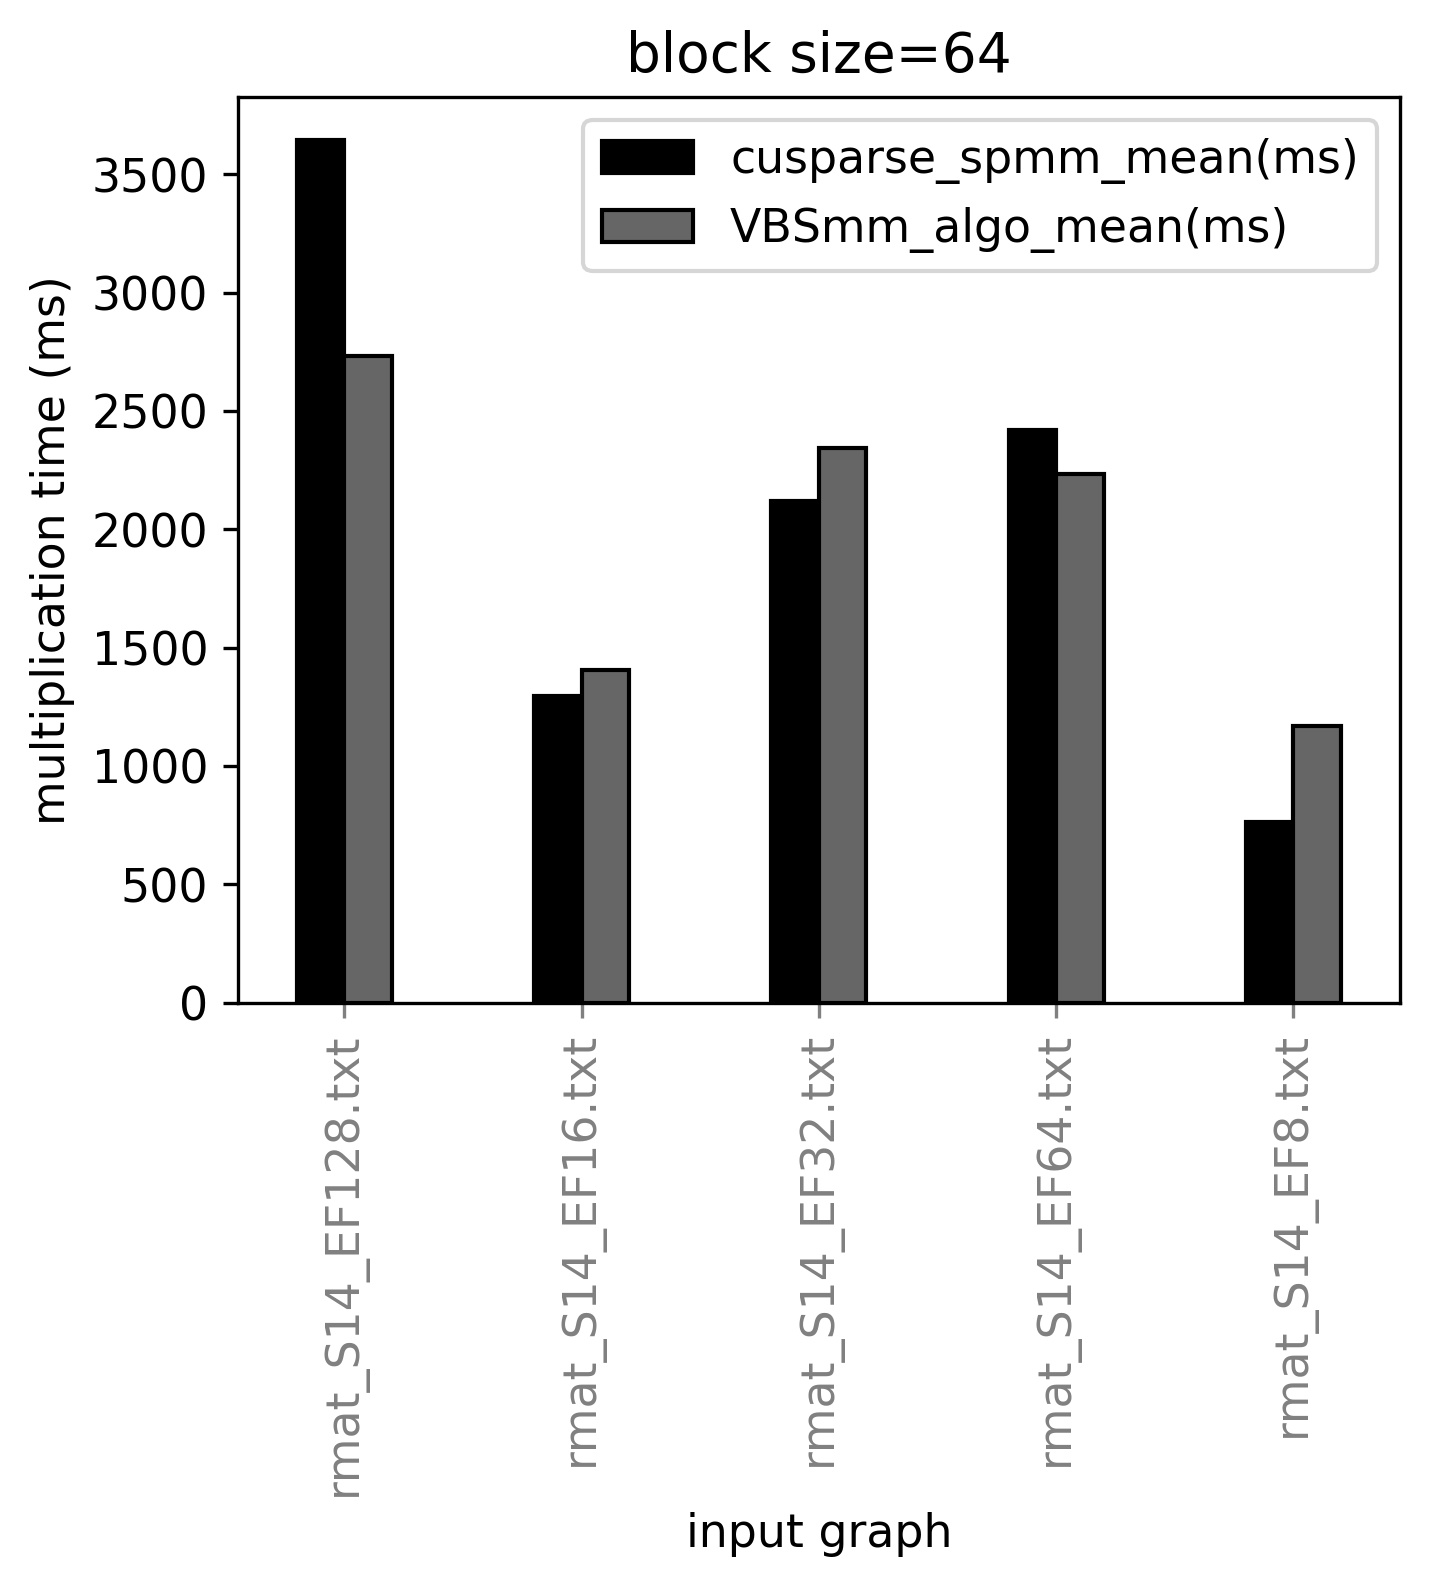 block size=64
cusparse_spmm_mean(ms)
VBSmm_algo_mean(ms)
multiplication time (ms)
3500
3000
2500
2000
1500
1000
500
0
rmat_S14_EF128.txt
rmat_S14_EF16.txt
rmat_S14_EF32.txt
rmat_S14_EF64.txt
rmat_S14_EF8.txt
input graph